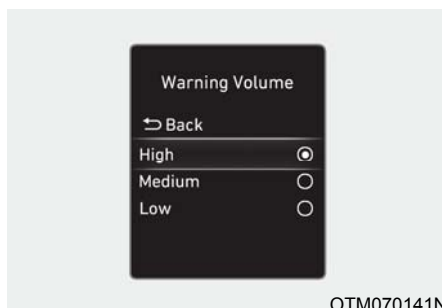 Warning Volume
Back
High
Medium
Low
OTM070141N